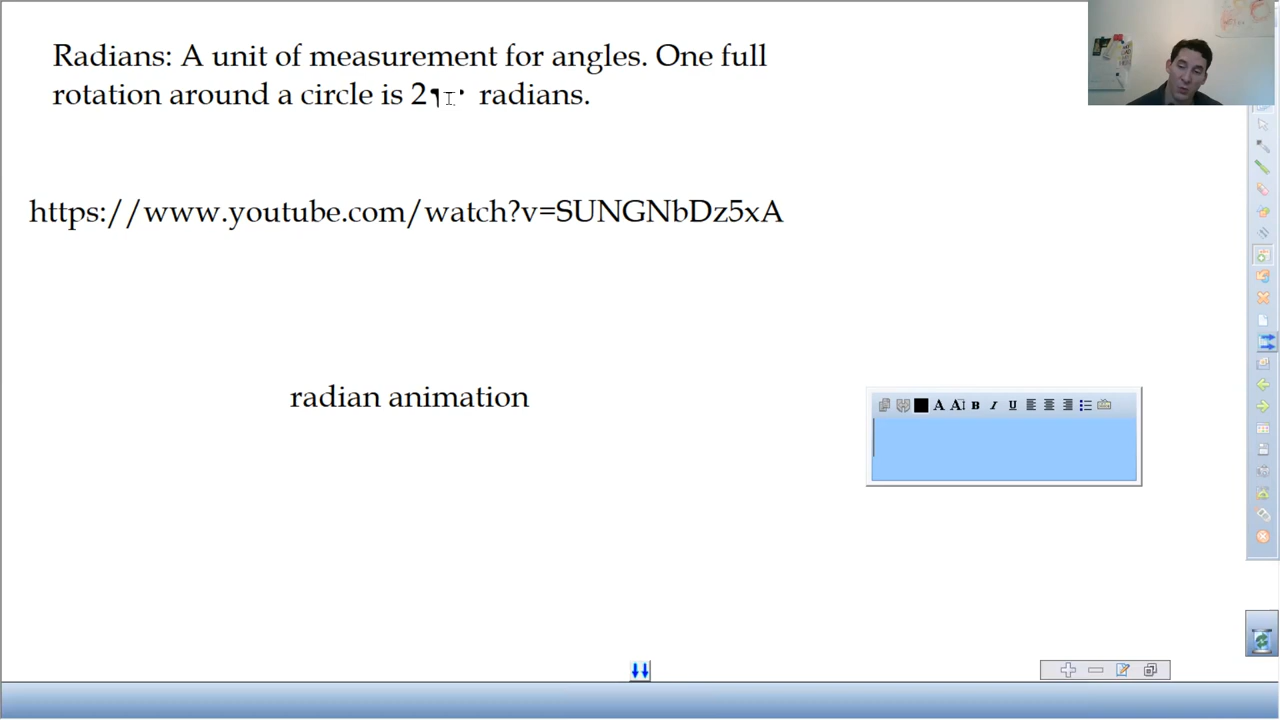 Radians: A unit of measurement for angles. One full
rotation around a circle is 2 radians.
https://www.youtube.com/watch?v=SUNGNbDz5xA
radian animation
A A B I U